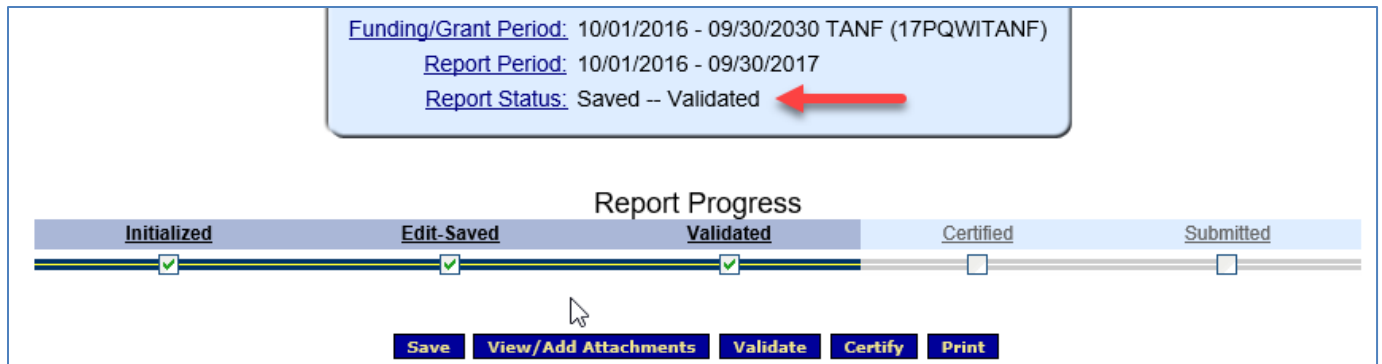 Funding/Grant Period: 10/01/2016 - 09/30/2030 TANF (17PQWITANF)
Report Period: 10/01/2016 - 09/30/2017
Report Status: Saved -- Validated
Report Progress
Initialized Edit-Saved Validated Certified Submitted
Save View/Add Attachments Validate Certify Print